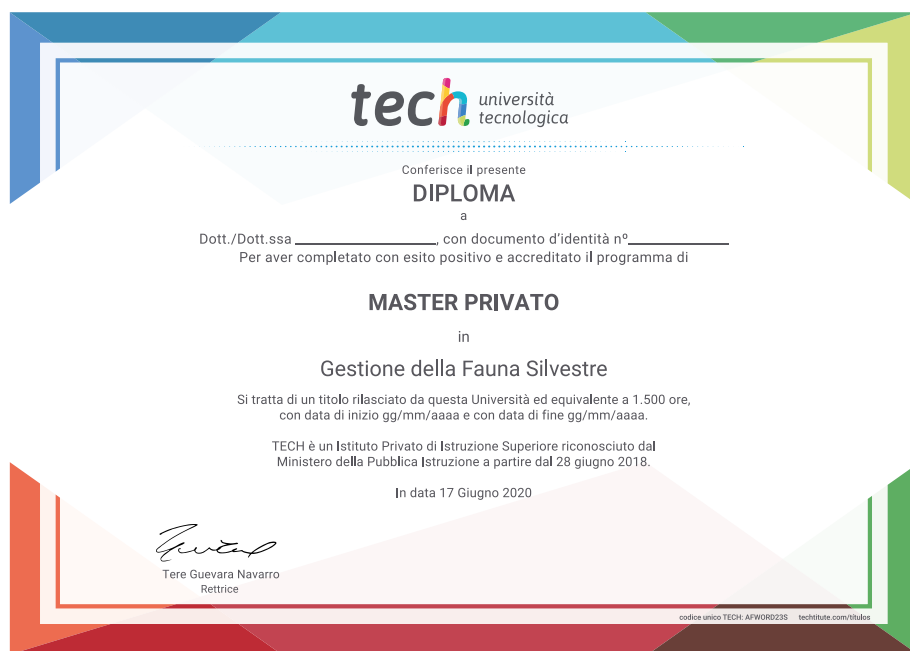 tech università
tecnologica
Conferisce il presente
DIPLOMA
a
Dott./Dott.ssa ____________________, con documento d'identità nº______________
Per aver completato con esito positivo e accreditato il programma di
MASTER PRIVATO
in
Gestione della Fauna Silvestre
Si tratta di un titolo rilasciato da questa Università ed equivalente a 1.500 ore,
con data di inizio gg/mm/aaaa e con data di fine gg/mm/aaaa.
TECH è un Istituto Privato di Istruzione Superiore riconosciuto dal
Ministero della Pubblica Istruzione a partire dal 28 giugno 2018.
In data 17 Giugno 2020
Tere Guevara Navarro
Rettrice
codice unico TECH: AFWORD23S techtitute.com/titulos